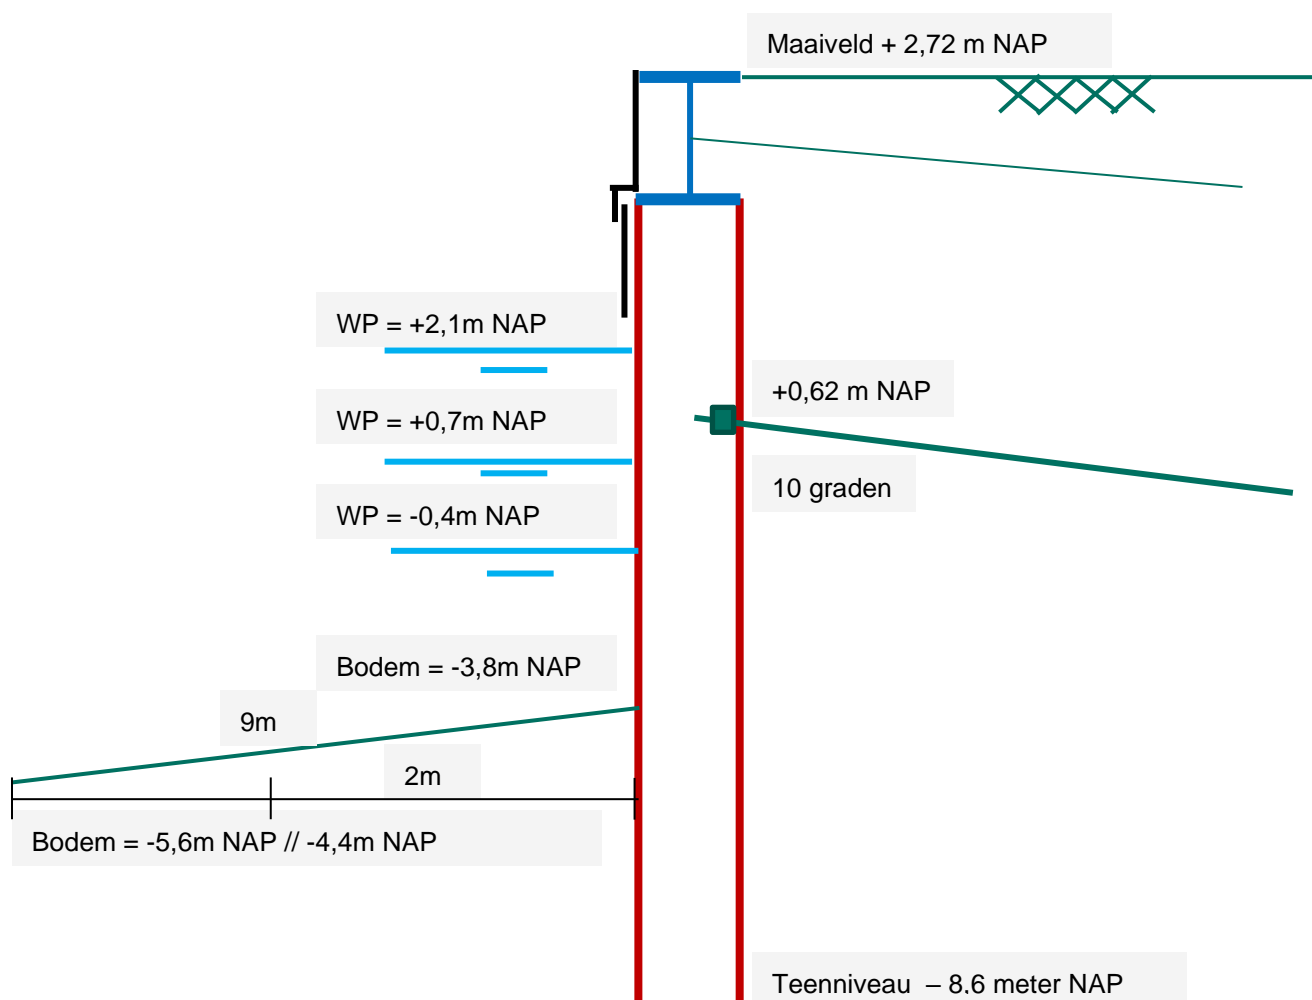 Maaiveld + 2,72 m NAP
WP = +2,1m NAP
+0,62 m NAP
WP = +0,7m NAP
10 graden
WP = -0,4m NAP
Bodem = -3,8m NAP
9m
2m
Bodem = -5,6m NAP // -4,4m NAP
Teenniveau – 8,6 meter NAP